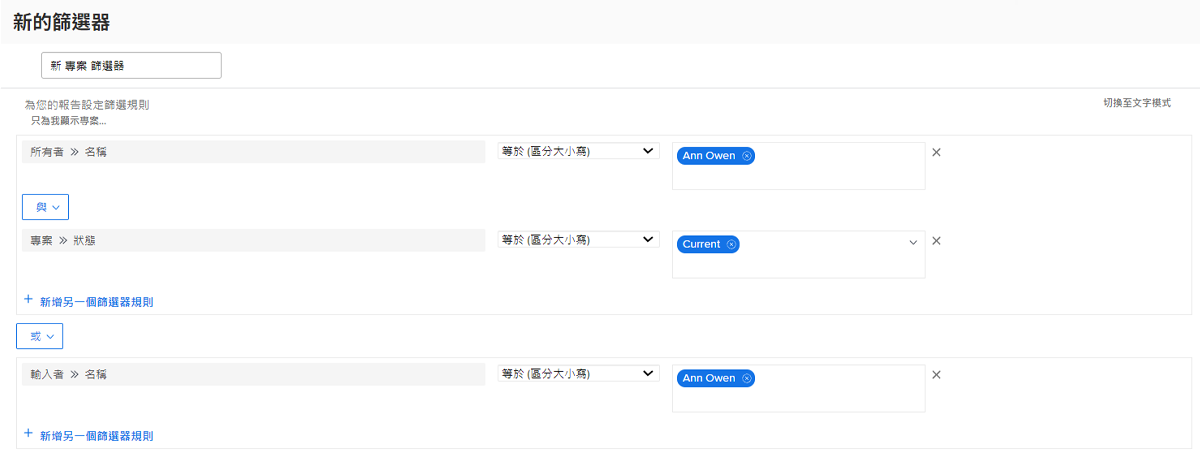 新的篩選器
新 專案 篩選器
為您的報告設定篩選規則
切換至文字模式
只為我顯示専案...
所有者 » 名稱
等於 (區分大小寫)
Ann Owen
與
專案 » 狀態
等於 (區分大小寫)
Current
+ 新增另一個篩選器規則
或
輸入者 » 名稱
等於 (區分大小寫)
Ann Owen
+ 新增另一個篩選器規則